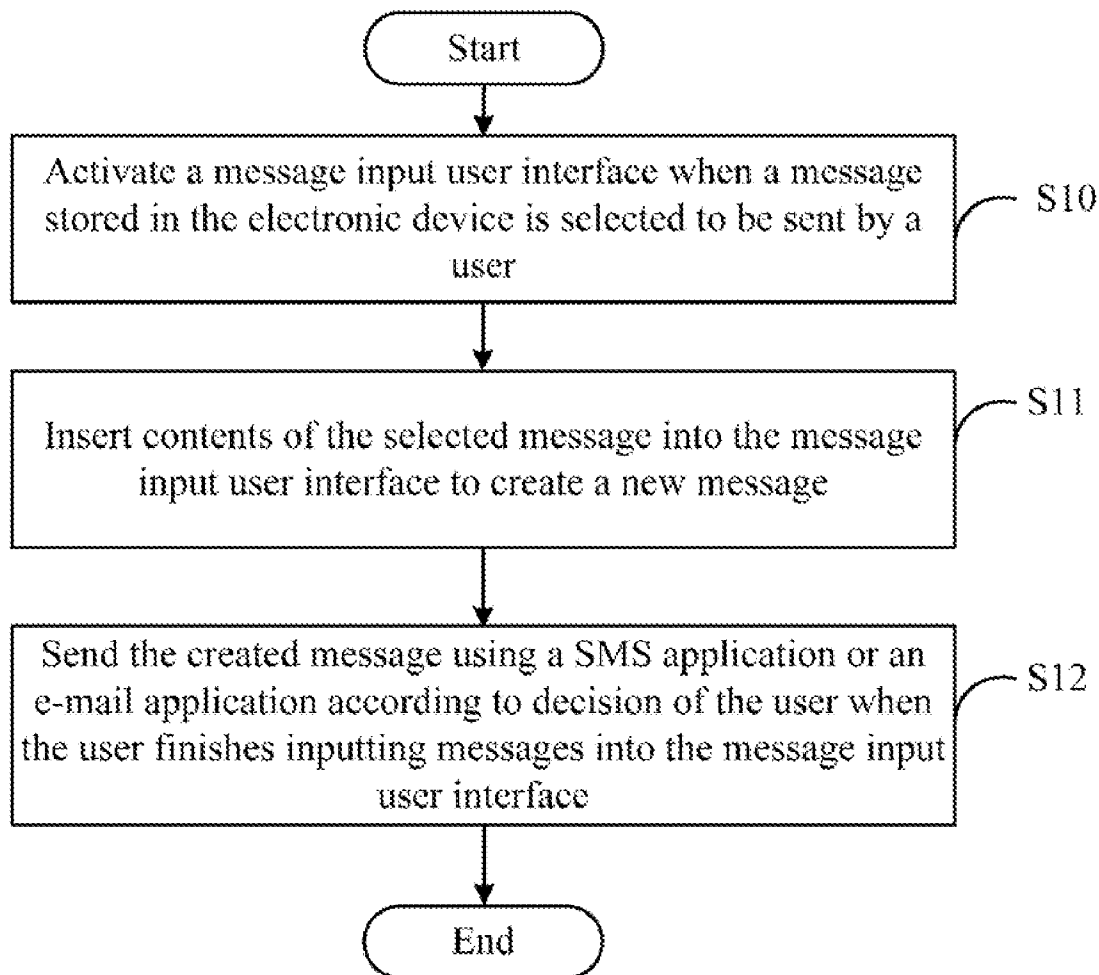 Start
Activate a message input user interface when a message
stored in the electronic device is selected to be sent by a
user
S10
Insert contents of the selected message into the message
input user interface to create a new message
S11
Send the created message using a SMS application or an
e-mail application according to decision of the user when
the user finishes inputting messages into the message input
user interface
S12
End